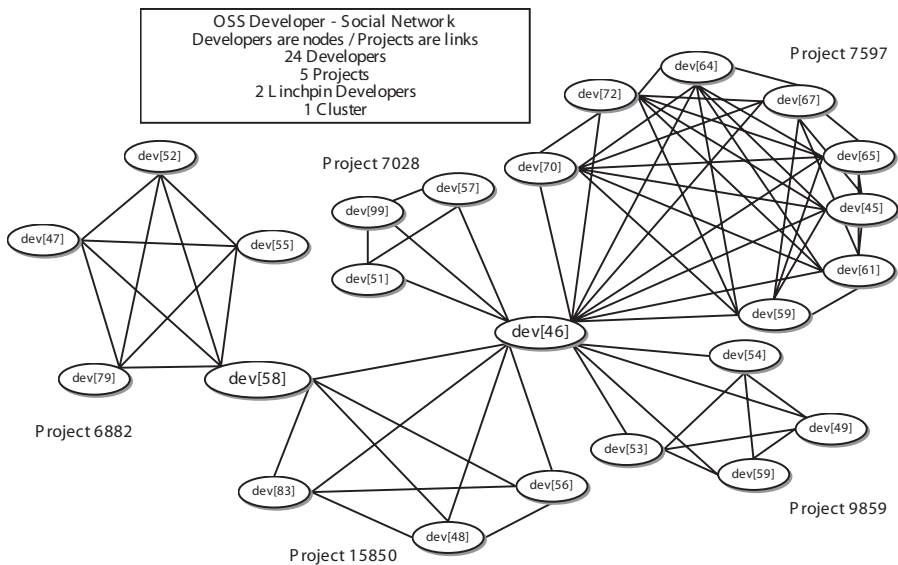 OSS Developer - Social Network
Developers are nodes / Projects are links
24 Developers
5 Projects
2 Linchpin Developers
1 Cluster
Project 7597
dev[64]
dev[72]
dev[67]
dev[52]
Project 7028
dev[65]
dev[70]
dev[57]
dev[99]
dev[45]
dev[47]
dev[55]
dev[51]
dev[61]
dev[59]
dev[46]
dev[54]
dev[79]
dev[58]
Project 6882
dev[49]
dev[53]
dev[59]
dev[83]
dev[56]
Project 9859
dev[48]
Project 15850